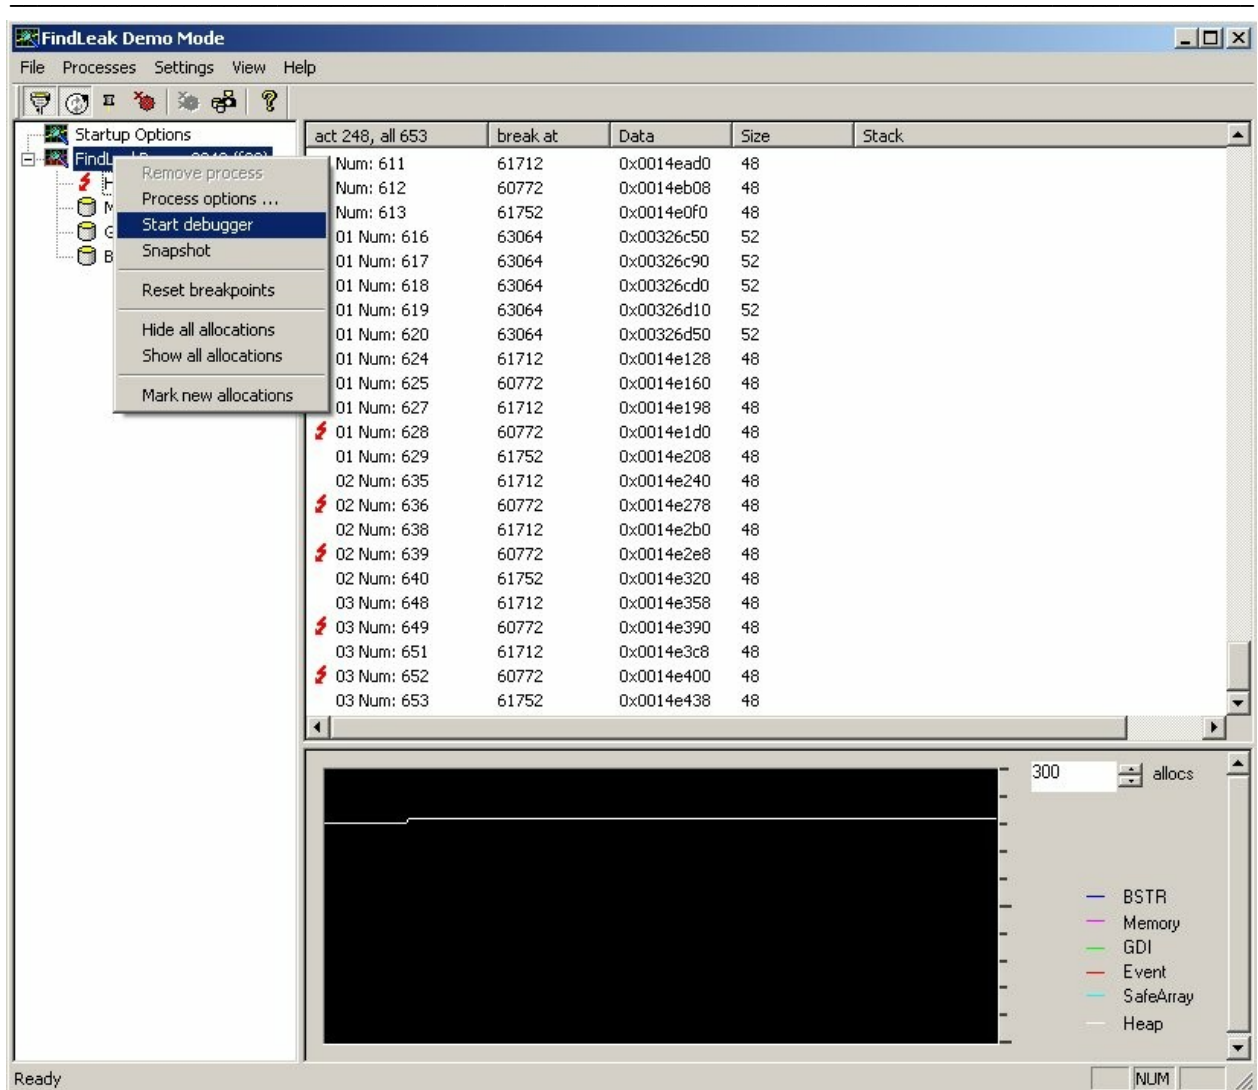 FindLeak Demo Mode
File Processes Settings View Help
Startup Options
Remove process
Process options ...
Start debugger
Snapshot
Reset breakpoints
Hide all allocations
Show all allocations
Mark new allocations
act 248, all 653 break at Data Size Stack
Num: 611 61712 0x0014ead0 48
Num: 612 60772 0x0014eb08 48
Num: 613 61752 0x0014e0f0 48
01 Num: 616 63064 0x00326c50 52
01 Num: 617 63064 0x00326c90 52
01 Num: 618 63064 0x00326cd0 52
01 Num: 619 63064 0x00326d10 52
01 Num: 620 63064 0x00326d50 52
01 Num: 624 61712 0x0014e128 48
01 Num: 625 60772 0x0014e160 48
01 Num: 627 61712 0x0014e198 48
01 Num: 628 60772 0x0014e1d0 48
01 Num: 629 61752 0x0014e208 48
02 Num: 635 61712 0x0014e240 48
02 Num: 636 60772 0x0014e278 48
02 Num: 638 61712 0x0014e2b0 48
02 Num: 639 60772 0x0014e2e8 48
02 Num: 640 61752 0x0014e320 48
03 Num: 648 61712 0x0014e358 48
03 Num: 649 60772 0x0014e390 48
03 Num: 651 61712 0x0014e3c8 48
03 Num: 652 60772 0x0014e400 48
03 Num: 653 61752 0x0014e438 48
300 allocs
BSTR
Memory
GDI
Event
SafeArray
Heap
Ready NUM